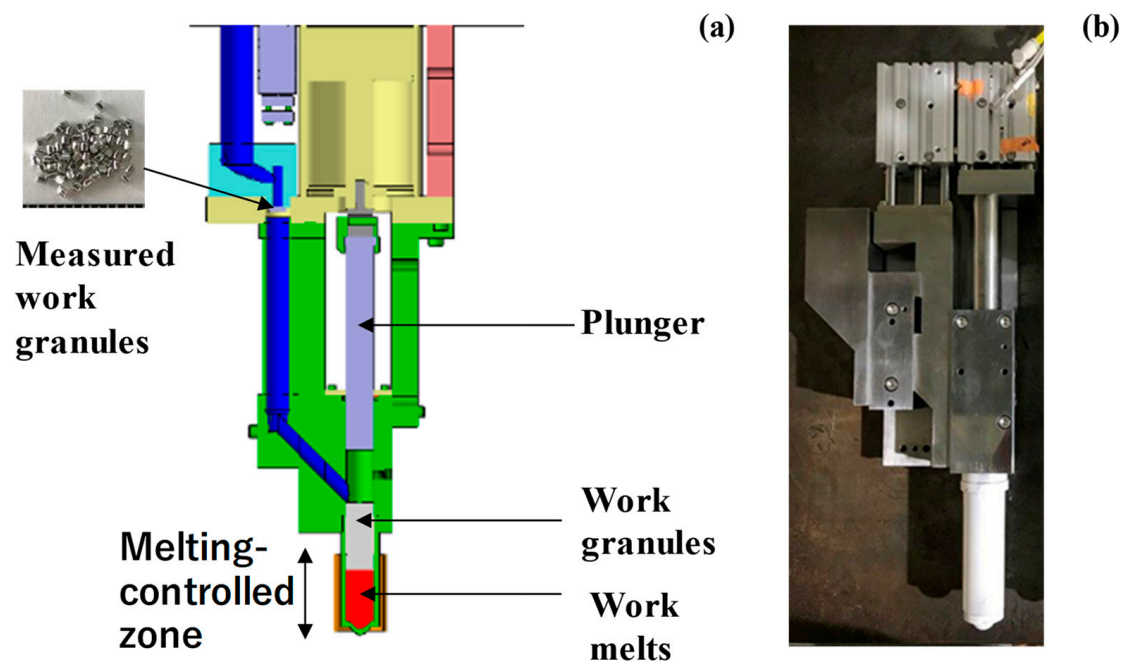 (a)
(b)
Measured
work
granules
Plunger
Work
granules
Melting-
controlled
zone
Work
melts